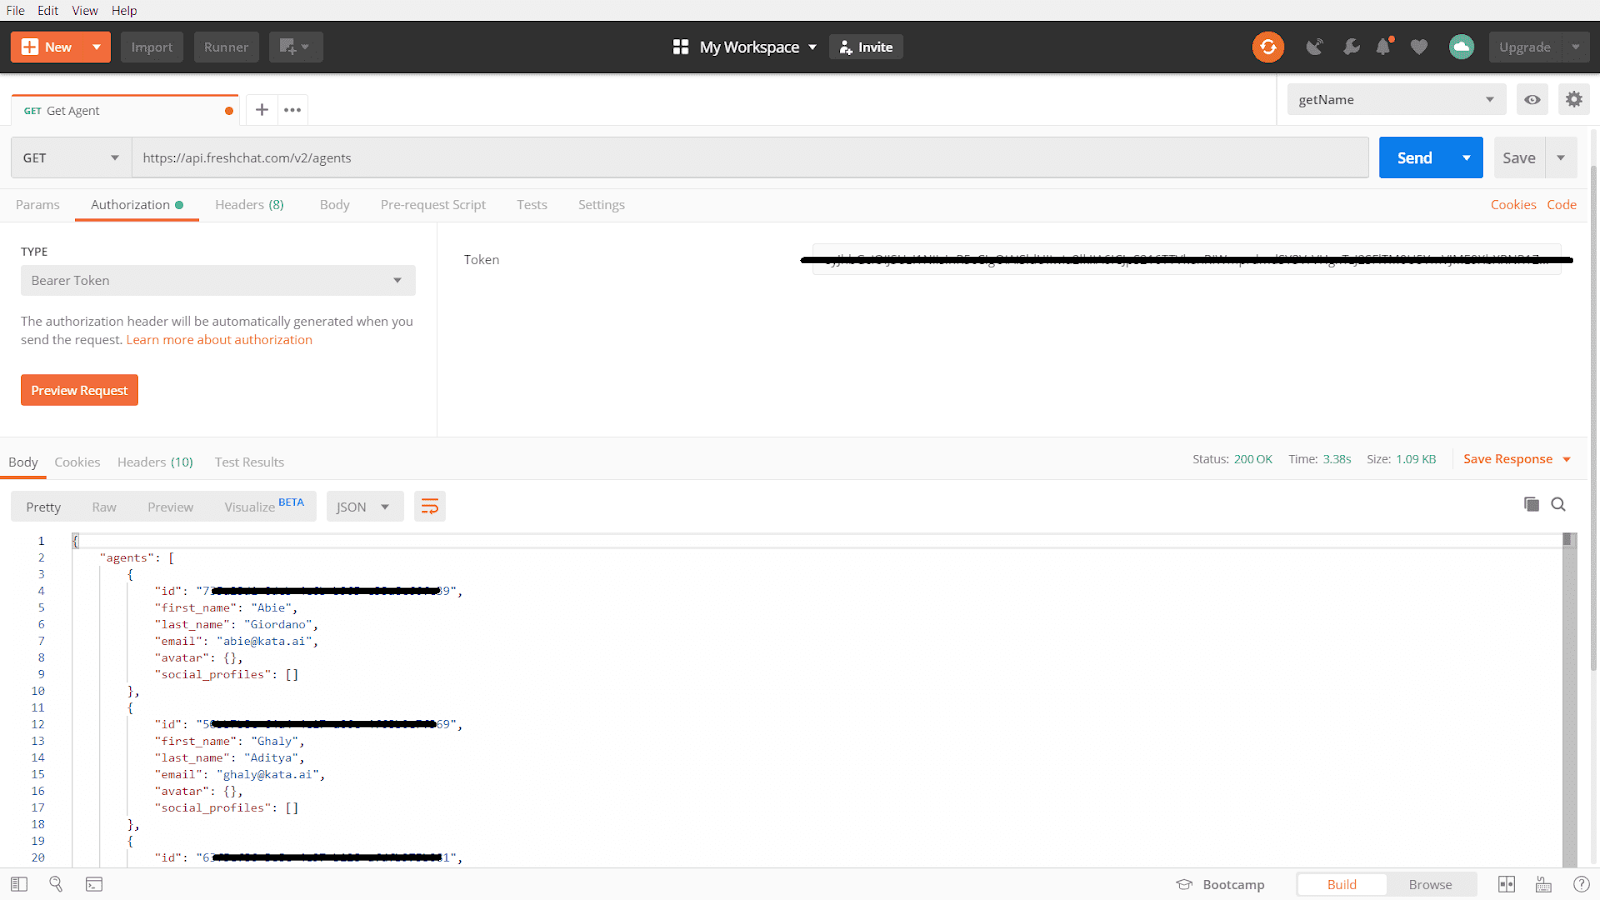 File Edit View Help
New Import Runner My Workspace Invite Upgrade
GET Get Agent getName
GET https://api.freshchat.com/v2/agents Send Save
Params Authorization Headers (8) Body Pre-request Script Tests Settings Cookies Code
TYPE
Bearer Token
Token
The authorization header will be automatically generated when you
send the request. Learn more about authorization
Preview Request
Body Cookies Headers (10) Test Results Status: 200 OK Time: 3.38s Size: 1.09 KB Save Response
Pretty Raw Preview Visualize BETA JSON
1 {
2 "agents": [
3 {
4 "id": "7 39",
5 "first_name": "Abie",
6 "last_name": "Giordano",
7 "email": "abie@kata.ai",
8 "avatar": {},
9 "social_profiles": []
10 },
11 {
12 "id": "5 69",
13 "first_name": "Ghaly",
14 "last_name": "Aditya",
15 "email": "ghaly@kata.ai",
16 "avatar": {},
17 "social_profiles": []
18 },
19 {
20 "id": "6 1",
Bootcamp Build Browse